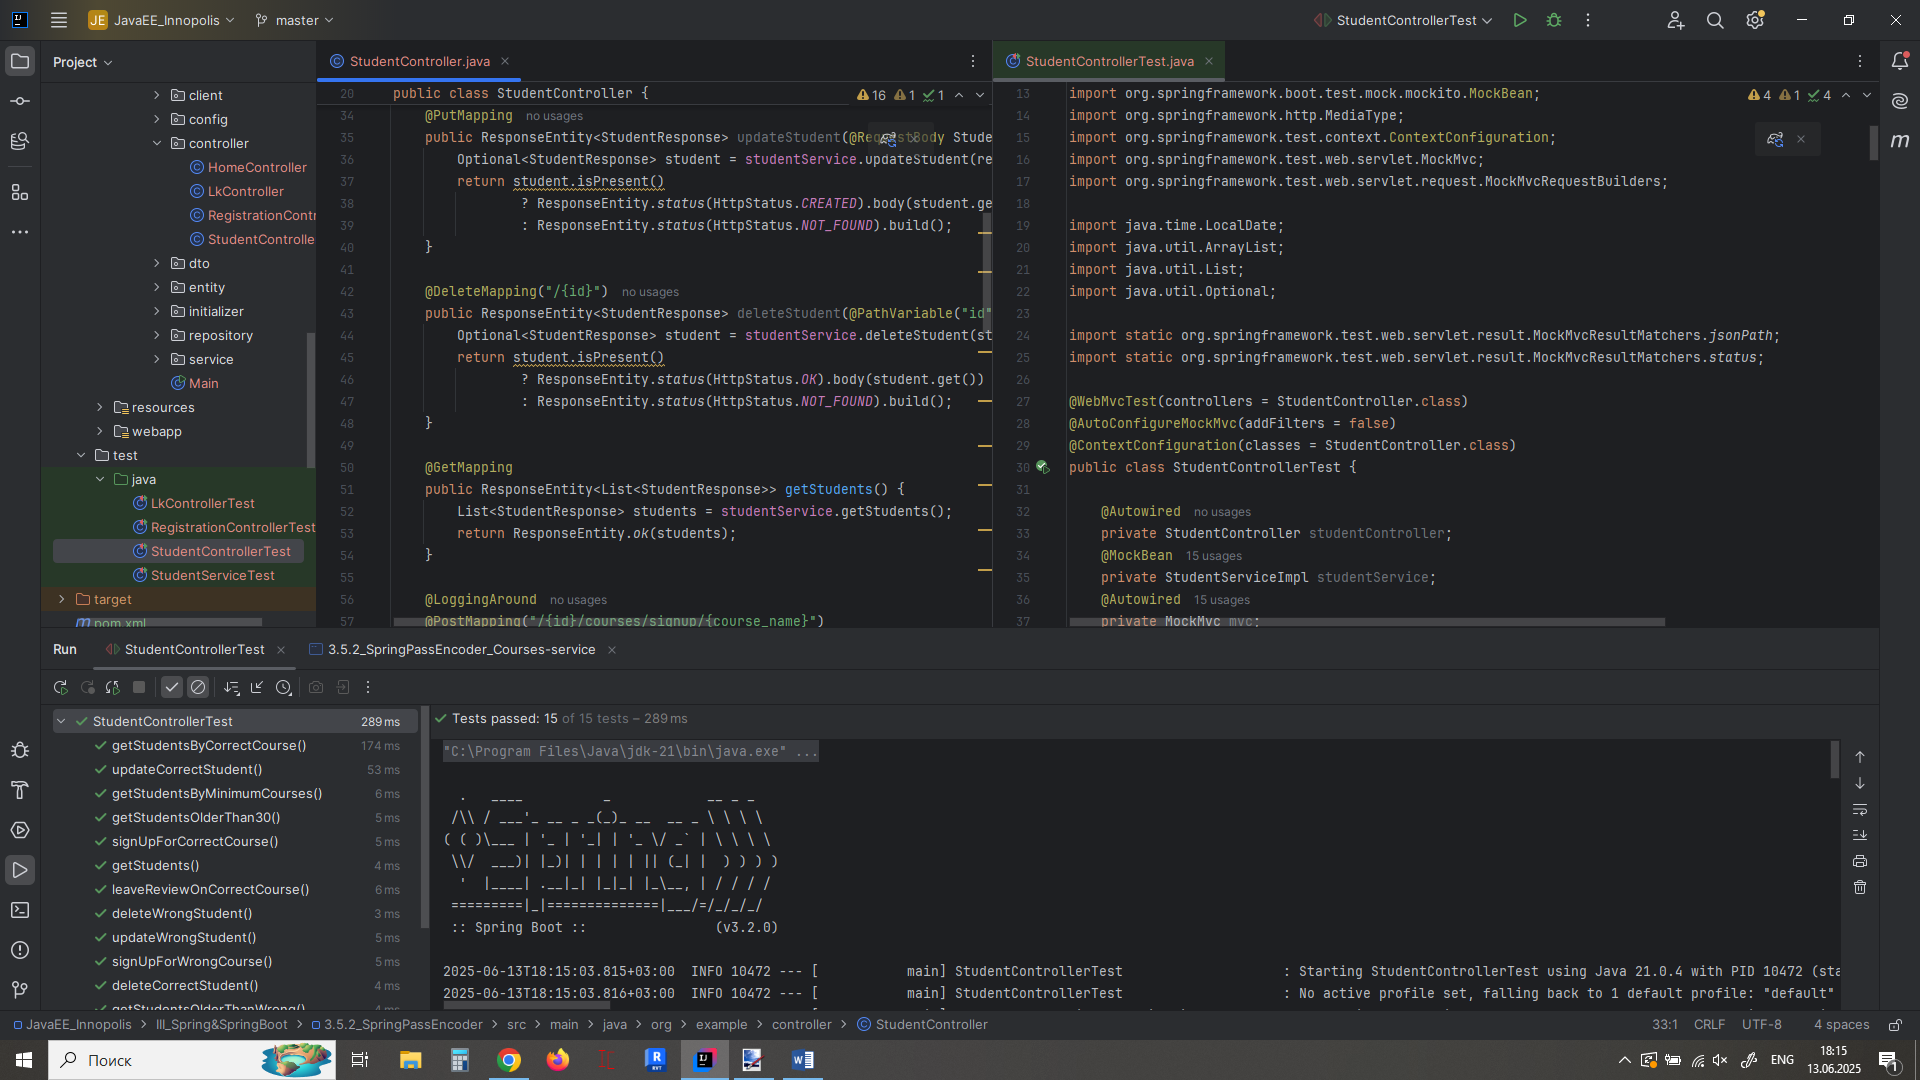 JE JavaEE_Innopolis master StudentControllerTest
Project
client
config
controller
HomeController
LkController
RegistrationContr
StudentControlle
dto
entity
initializer
repository
service
Main
resources
webapp
test
java
LkControllerTest
RegistrationControllerTest
StudentControllerTest
StudentServiceTest
target
pom.xml
StudentController.java
16 1 1
20 public class StudentController {
34 @PutMapping no usages
35 public ResponseEntity<StudentResponse> updateStudent(@RequestBody Stude
36 Optional<StudentResponse> student = studentService.updateStudent(re
37 return student.isPresent()
38 ? ResponseEntity.status(HttpStatus.CREATED).body(student.ge
39 : ResponseEntity.status(HttpStatus.NOT_FOUND).build();
40 }
41
42 @DeleteMapping("/{id}") no usages
43 public ResponseEntity<StudentResponse> deleteStudent(@PathVariable("id"
44 Optional<StudentResponse> student = studentService.deleteStudent(st
45 return student.isPresent()
46 ? ResponseEntity.status(HttpStatus.OK).body(student.get())
47 : ResponseEntity.status(HttpStatus.NOT_FOUND).build();
48 }
49
50 @GetMapping
51 public ResponseEntity<List<StudentResponse>> getStudents() {
52 List<StudentResponse> students = studentService.getStudents();
53 return ResponseEntity.ok(students);
54 }
55
56 @LoggingAround no usages
57 @PostMapping("/{id}/courses/signup/{course_name}")
StudentControllerTest.java
4 1 4
13 import org.springframework.boot.test.mock.mockito.MockBean;
14 import org.springframework.http.MediaType;
15 import org.springframework.test.context.ContextConfiguration;
16 import org.springframework.test.web.servlet.MockMvc;
17 import org.springframework.test.web.servlet.request.MockMvcRequestBuilders;
18
19 import java.time.LocalDate;
20 import java.util.ArrayList;
21 import java.util.List;
22 import java.util.Optional;
23
24 import static org.springframework.test.web.servlet.result.MockMvcResultMatchers.jsonPath;
25 import static org.springframework.test.web.servlet.result.MockMvcResultMatchers.status;
26
27 @WebMvcTest(controllers = StudentController.class)
28 @AutoConfigureMockMvc(addFilters = false)
29 @ContextConfiguration(classes = StudentController.class)
30 public class StudentControllerTest {
31
32 @Autowired no usages
33 private StudentController studentController;
34 @MockBean 15 usages
35 private StudentServiceImpl studentService;
36 @Autowired 15 usages
37 private MockMvc mvc;
Run StudentControllerTest 3.5.2_SpringPassEncoder_Courses-service
StudentControllerTest 289 ms
getStudentsByCorrectCourse() 174 ms
updateCorrectStudent() 53 ms
getStudentsByMinimumCourses() 6 ms
getStudentsOlderThan30() 5 ms
signUpForCorrectCourse() 5 ms
getStudents() 4 ms
leaveReviewOnCorrectCourse() 6 ms
deleteWrongStudent() 3 ms
updateWrongStudent() 5 ms
signUpForWrongCourse() 5 ms
deleteCorrectStudent() 4 ms
getStudentsOlderThanWrong() 4 ms
Tests passed: 15 of 15 tests – 289 ms
"C:\Program Files\Java\jdk-21\bin\java.exe" ...
:: Spring Boot :: (v3.2.0)
2025-06-13T18:15:03.815+03:00 INFO 10472 --- [ main] StudentControllerTest : Starting StudentControllerTest using Java 21.0.4 with PID 10472 (sta
2025-06-13T18:15:03.816+03:00 INFO 10472 --- [ main] StudentControllerTest : No active profile set, falling back to 1 default profile: "default"
JavaEE_Innopolis III_Spring&SpringBoot 3.5.2_SpringPassEncoder src main java org example controller StudentController 33:1 CRLF UTF-8 4 spaces
Поиск
ENG
18:15
13.06.2025
1